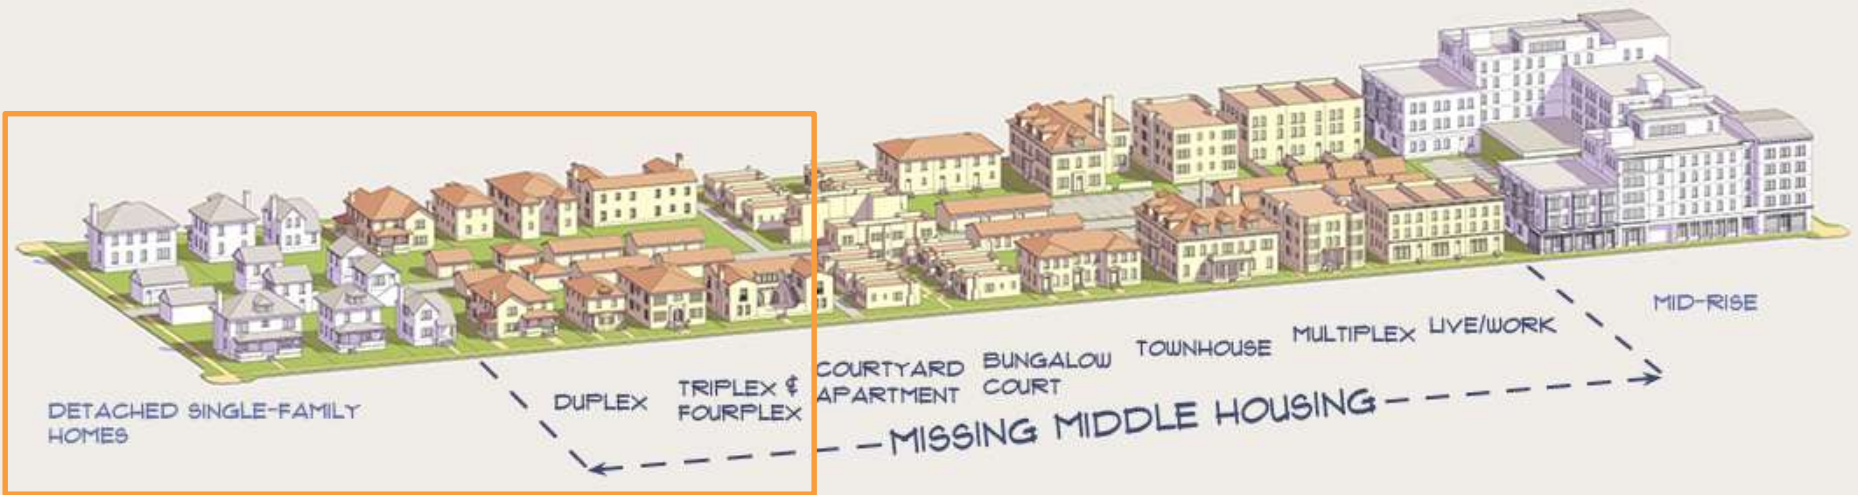 DETACHED SINGLE-FAMILY
HOMES
DUPLEX
TRIPLEX &
FOURPLEX
COURTYARD
APARTMENT
BUNGALOW
COURT
TOWNHOUSE
MULTIPLEX
LIVE/WORK
MID-RISE
MISSING MIDDLE HOUSING